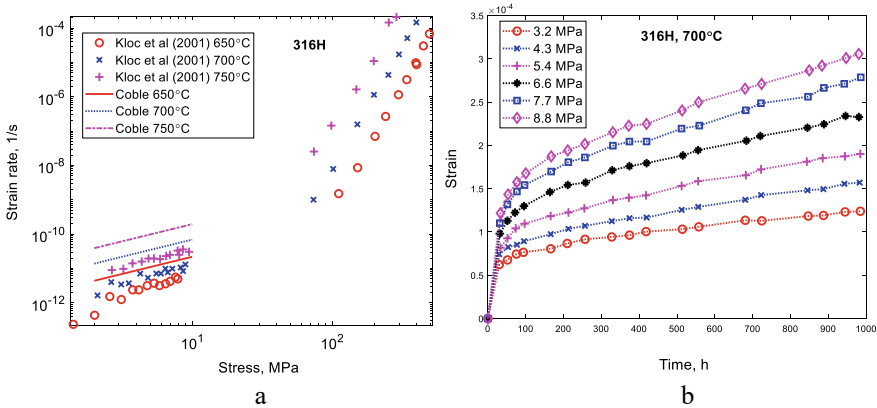 10⁻⁴
10⁻⁶
10⁻⁸
10⁻¹⁰
10⁻¹²
Strain rate, 1/s
Kloc et al (2001) 650°C
Kloc et al (2001) 700°C
Kloc et al (2001) 750°C
Coble 650°C
Coble 700°C
Coble 750°C
316H
10¹
10²
Stress, MPa
a
×10⁻⁴
3.5
3
2.5
2
1.5
1
0.5
0
Strain
3.2 MPa
4.3 MPa
5.4 MPa
6.6 MPa
7.7 MPa
8.8 MPa
316H, 700°C
0 100 200 300 400 500 600 700 800 900 1000
Time, h
b